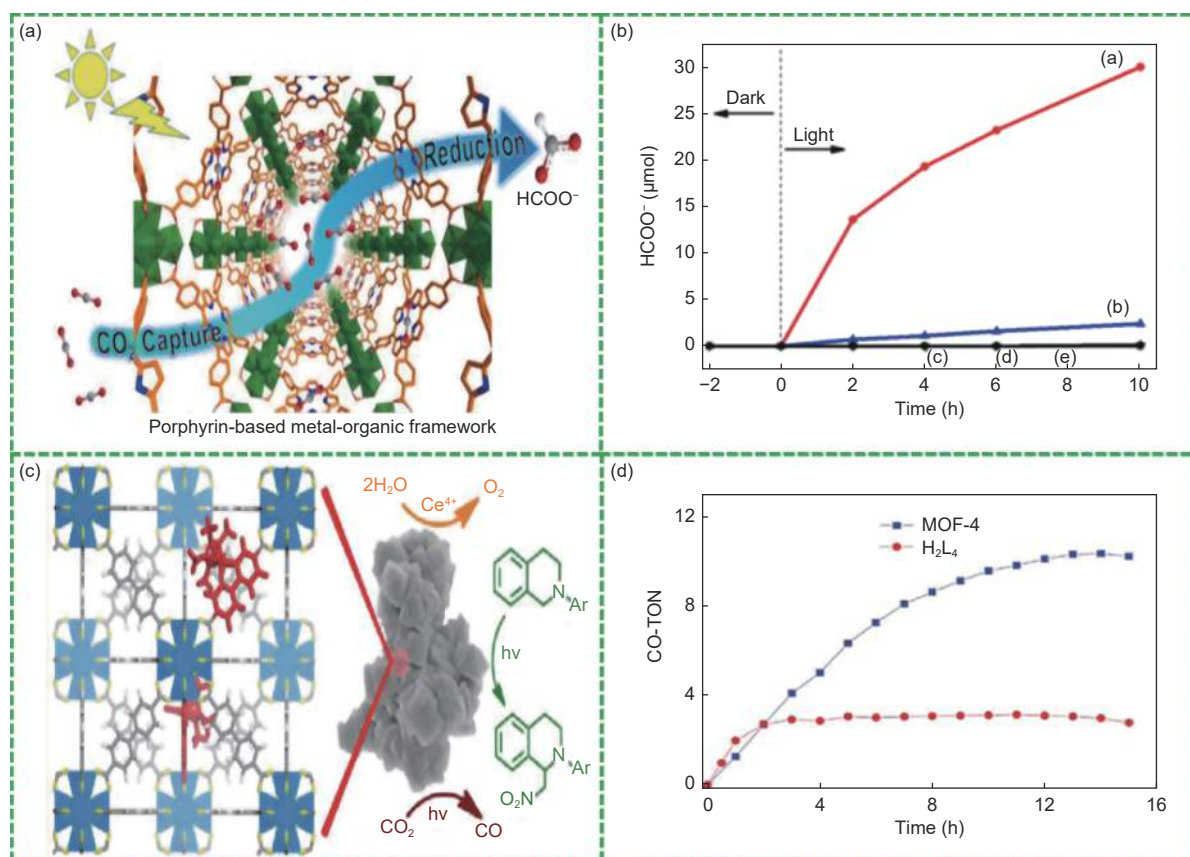 (a)
CO₂ Capture
Reduction
HCOO⁻
Porphyrin-based metal-organic framework
(b)
HCOO⁻ (μmol)
30
25
20
15
10
5
0
Dark
Light
(a)
(b)
(c) (d) (e)
−2 0 2 4 6 8 10
Time (h)
(c)
2H₂O
Ce⁴⁺
O₂
N
Ar
hν
N
Ar
O₂N
CO₂
hν
CO
(d)
CO-TON
12
8
4
0
MOF-4
H₂L₄
0 4 8 12 16
Time (h)